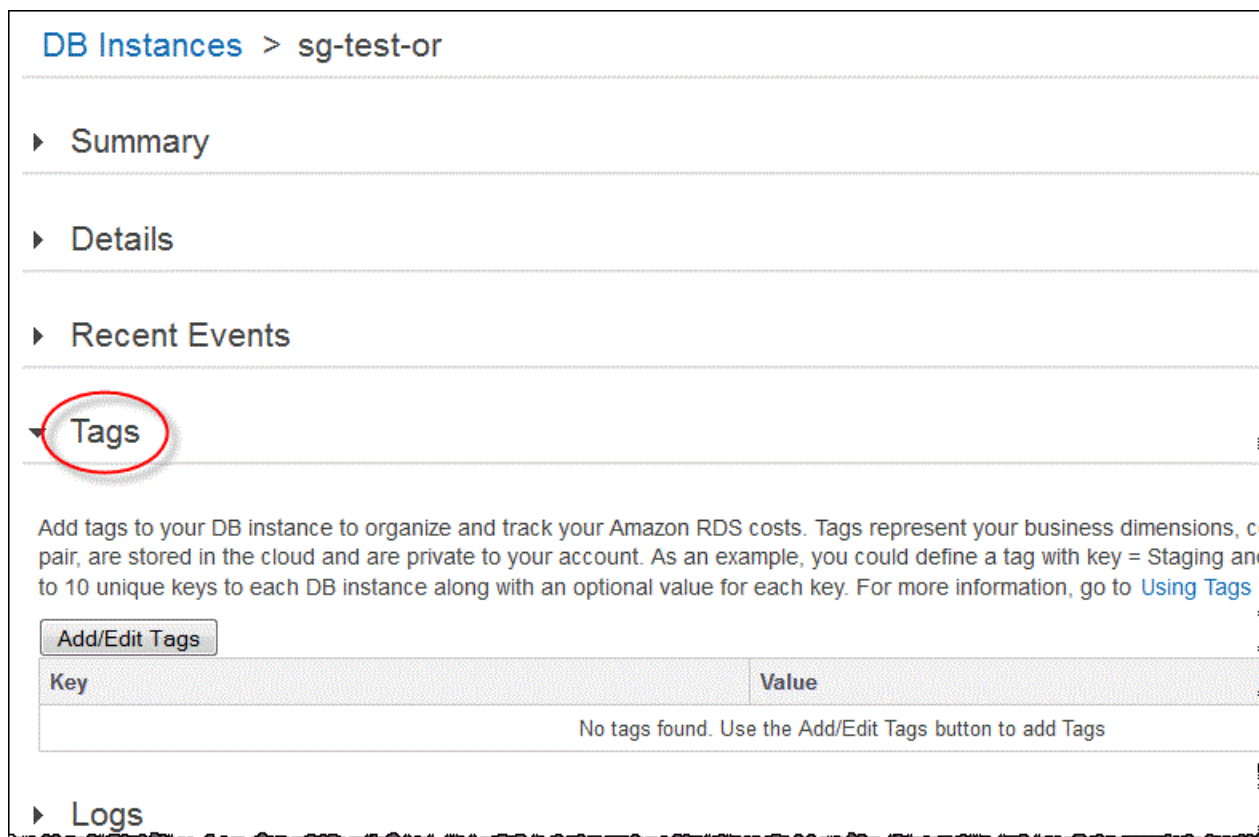 DB Instances > sg-test-or
Summary
Details
Recent Events
Tags
Add tags to your DB instance to organize and track your Amazon RDS costs. Tags represent your business dimensions,
pair, are stored in the cloud and are private to your account. As an example, you could define a tag with key = Staging
to 10 unique keys to each DB instance along with an optional value for each key. For more information, go to Using Tags
Add/Edit Tags
Key Value
No tags found. Use the Add/Edit Tags button to add Tags
Logs